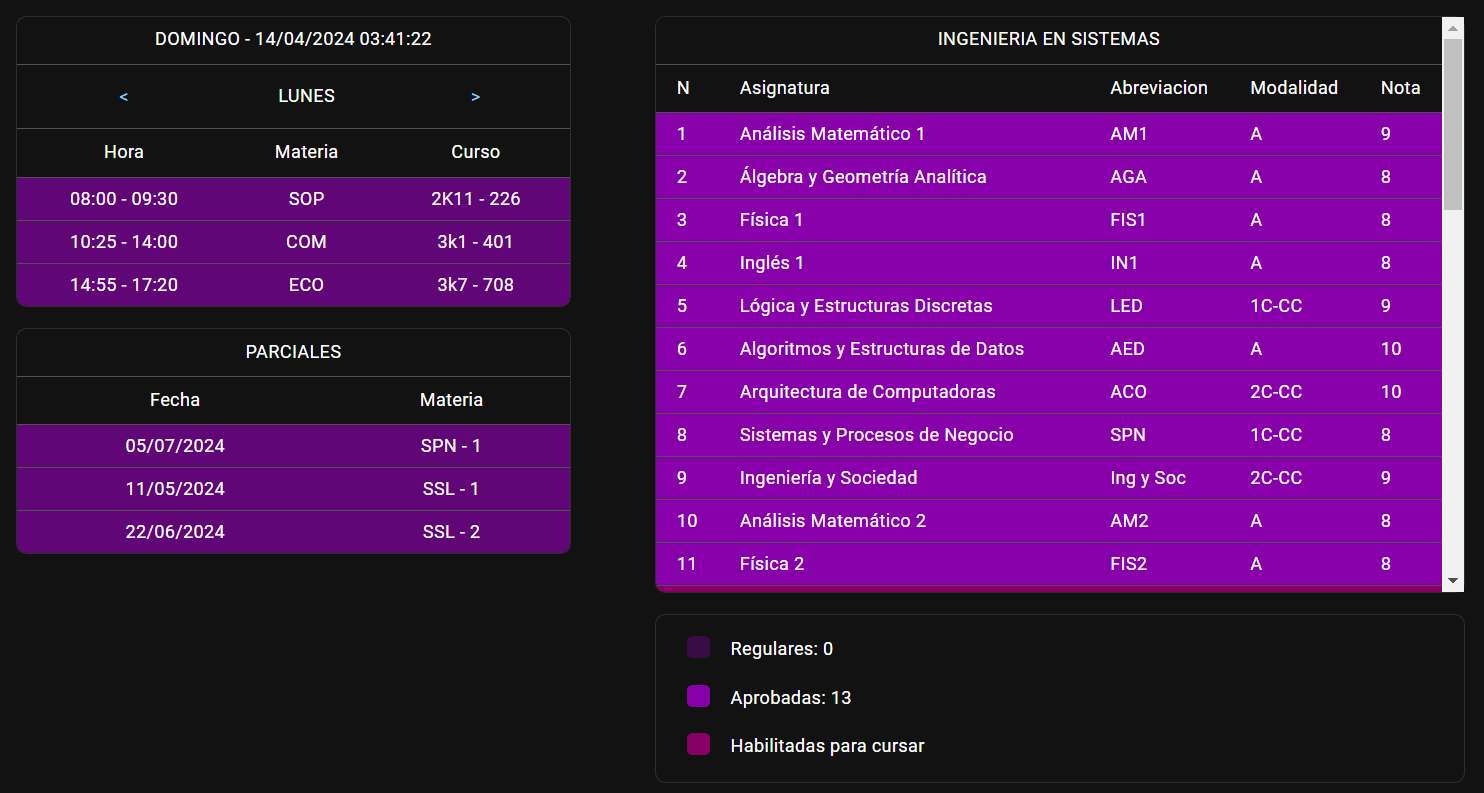 DOMINGO - 14/04/2024 03:41:22
< LUNES >
Hora Materia Curso
08:00 - 09:30 SOP 2K11 - 226
10:25 - 14:00 COM 3k1 - 401
14:55 - 17:20 ECO 3k7 - 708
PARCIALES
Fecha Materia
05/07/2024 SPN - 1
11/05/2024 SSL - 1
22/06/2024 SSL - 2
INGENIERIA EN SISTEMAS
N Asignatura Abreviacion Modalidad Nota
1 Análisis Matemático 1 AM1 A 9
2 Álgebra y Geometría Analítica AGA A 8
3 Física 1 FIS1 A 8
4 Inglés 1 IN1 A 8
5 Lógica y Estructuras Discretas LED 1C-CC 9
6 Algoritmos y Estructuras de Datos AED A 10
7 Arquitectura de Computadoras ACO 2C-CC 10
8 Sistemas y Procesos de Negocio SPN 1C-CC 8
9 Ingeniería y Sociedad Ing y Soc 2C-CC 9
10 Análisis Matemático 2 AM2 A 8
11 Física 2 FIS2 A 8
Regulares: 0
Aprobadas: 13
Habilitadas para cursar